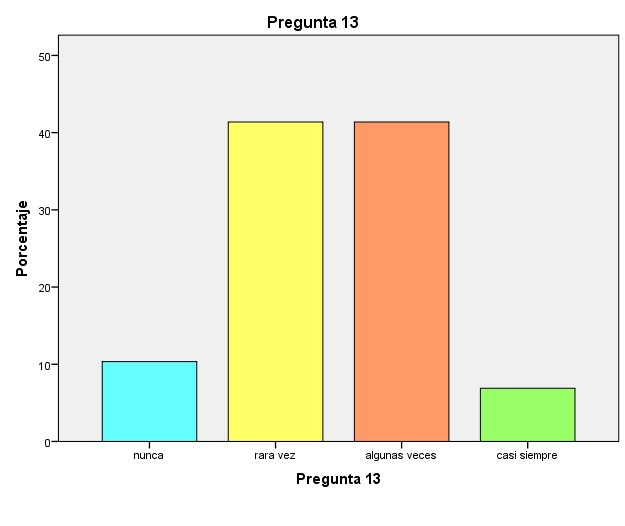 Pregunta 13
50
40
30
20
10
0
Porcentaje
nunca
rara vez
algunas veces
casi siempre
Pregunta 13